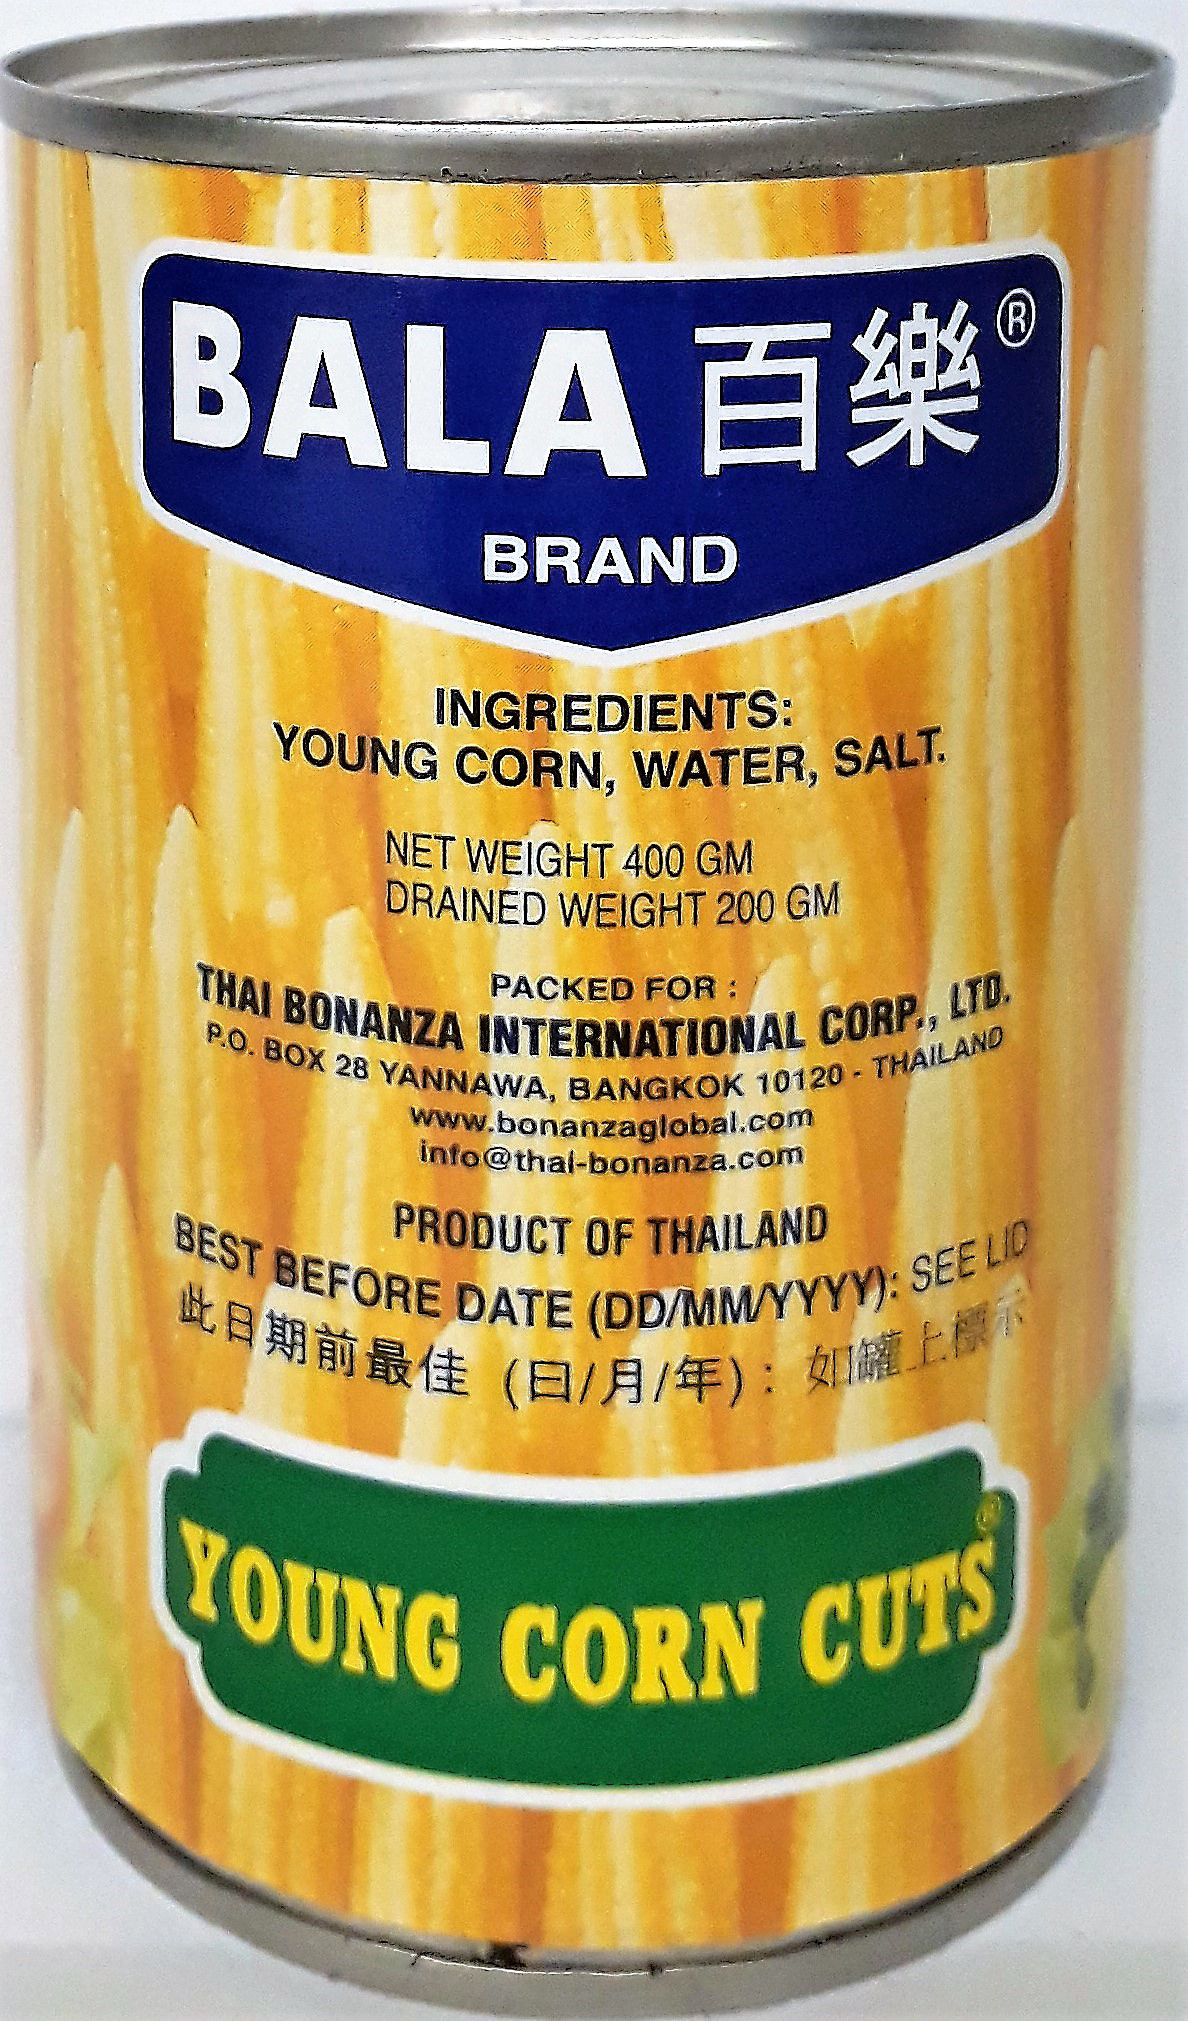 BALA 百樂®
BRAND
INGREDIENTS:
YOUNG CORN, WATER, SALT.
NET WEIGHT 400 GM
DRAINED WEIGHT 200 GM
PACKED FOR :
THAI BONANZA INTERNATIONAL CORP., LTD.
P.O. BOX 28 YANNAWA, BANGKOK 10120 - THAILAND
www.bonanzaglobal.com
info@thai-bonanza.com
PRODUCT OF THAILAND
BEST BEFORE DATE (DD/MM/YYYY): SEE LID
此日期前最佳 (日/月/年) : 如罐上標示
YOUNG CORN CUTS®